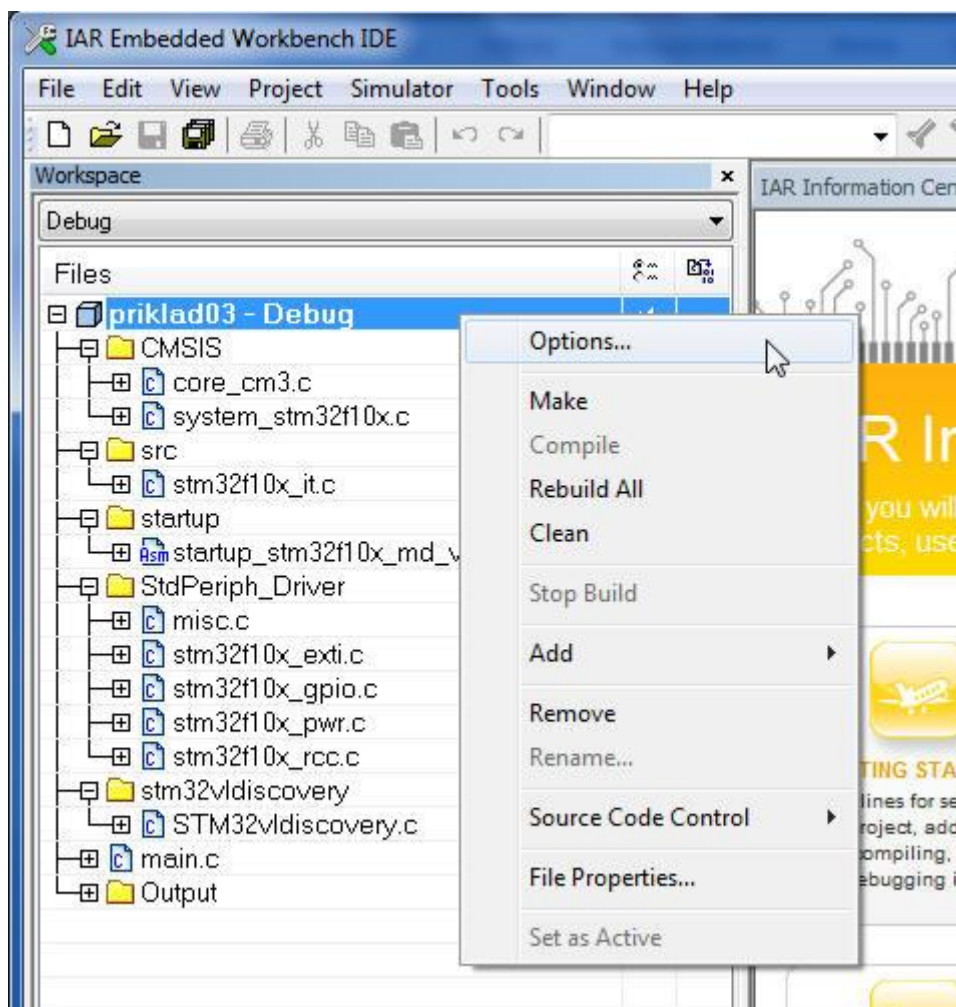 IAR Embedded Workbench IDE
File Edit View Project Simulator Tools Window Help
Workspace
IAR Information Cen
Debug
Files
priklad03 - Debug
CMSIS
core_cm3.c
system_stm32f10x.c
src
stm32f10x_it.c
startup
Asm startup_stm32f10x_md_v
StdPeriph_Driver
misc.c
stm32f10x_exti.c
stm32f10x_gpio.c
stm32f10x_pwr.c
stm32f10x_rcc.c
stm32vldiscovery
STM32vldiscovery.c
main.c
Output
Options...
Make
Compile
Rebuild All
Clean
Stop Build
Add
Remove
Rename...
Source Code Control
File Properties...
Set as Active
R In
you will
cts, use
TING STA
lines for se
roject, add
ompiling,
ebugging i